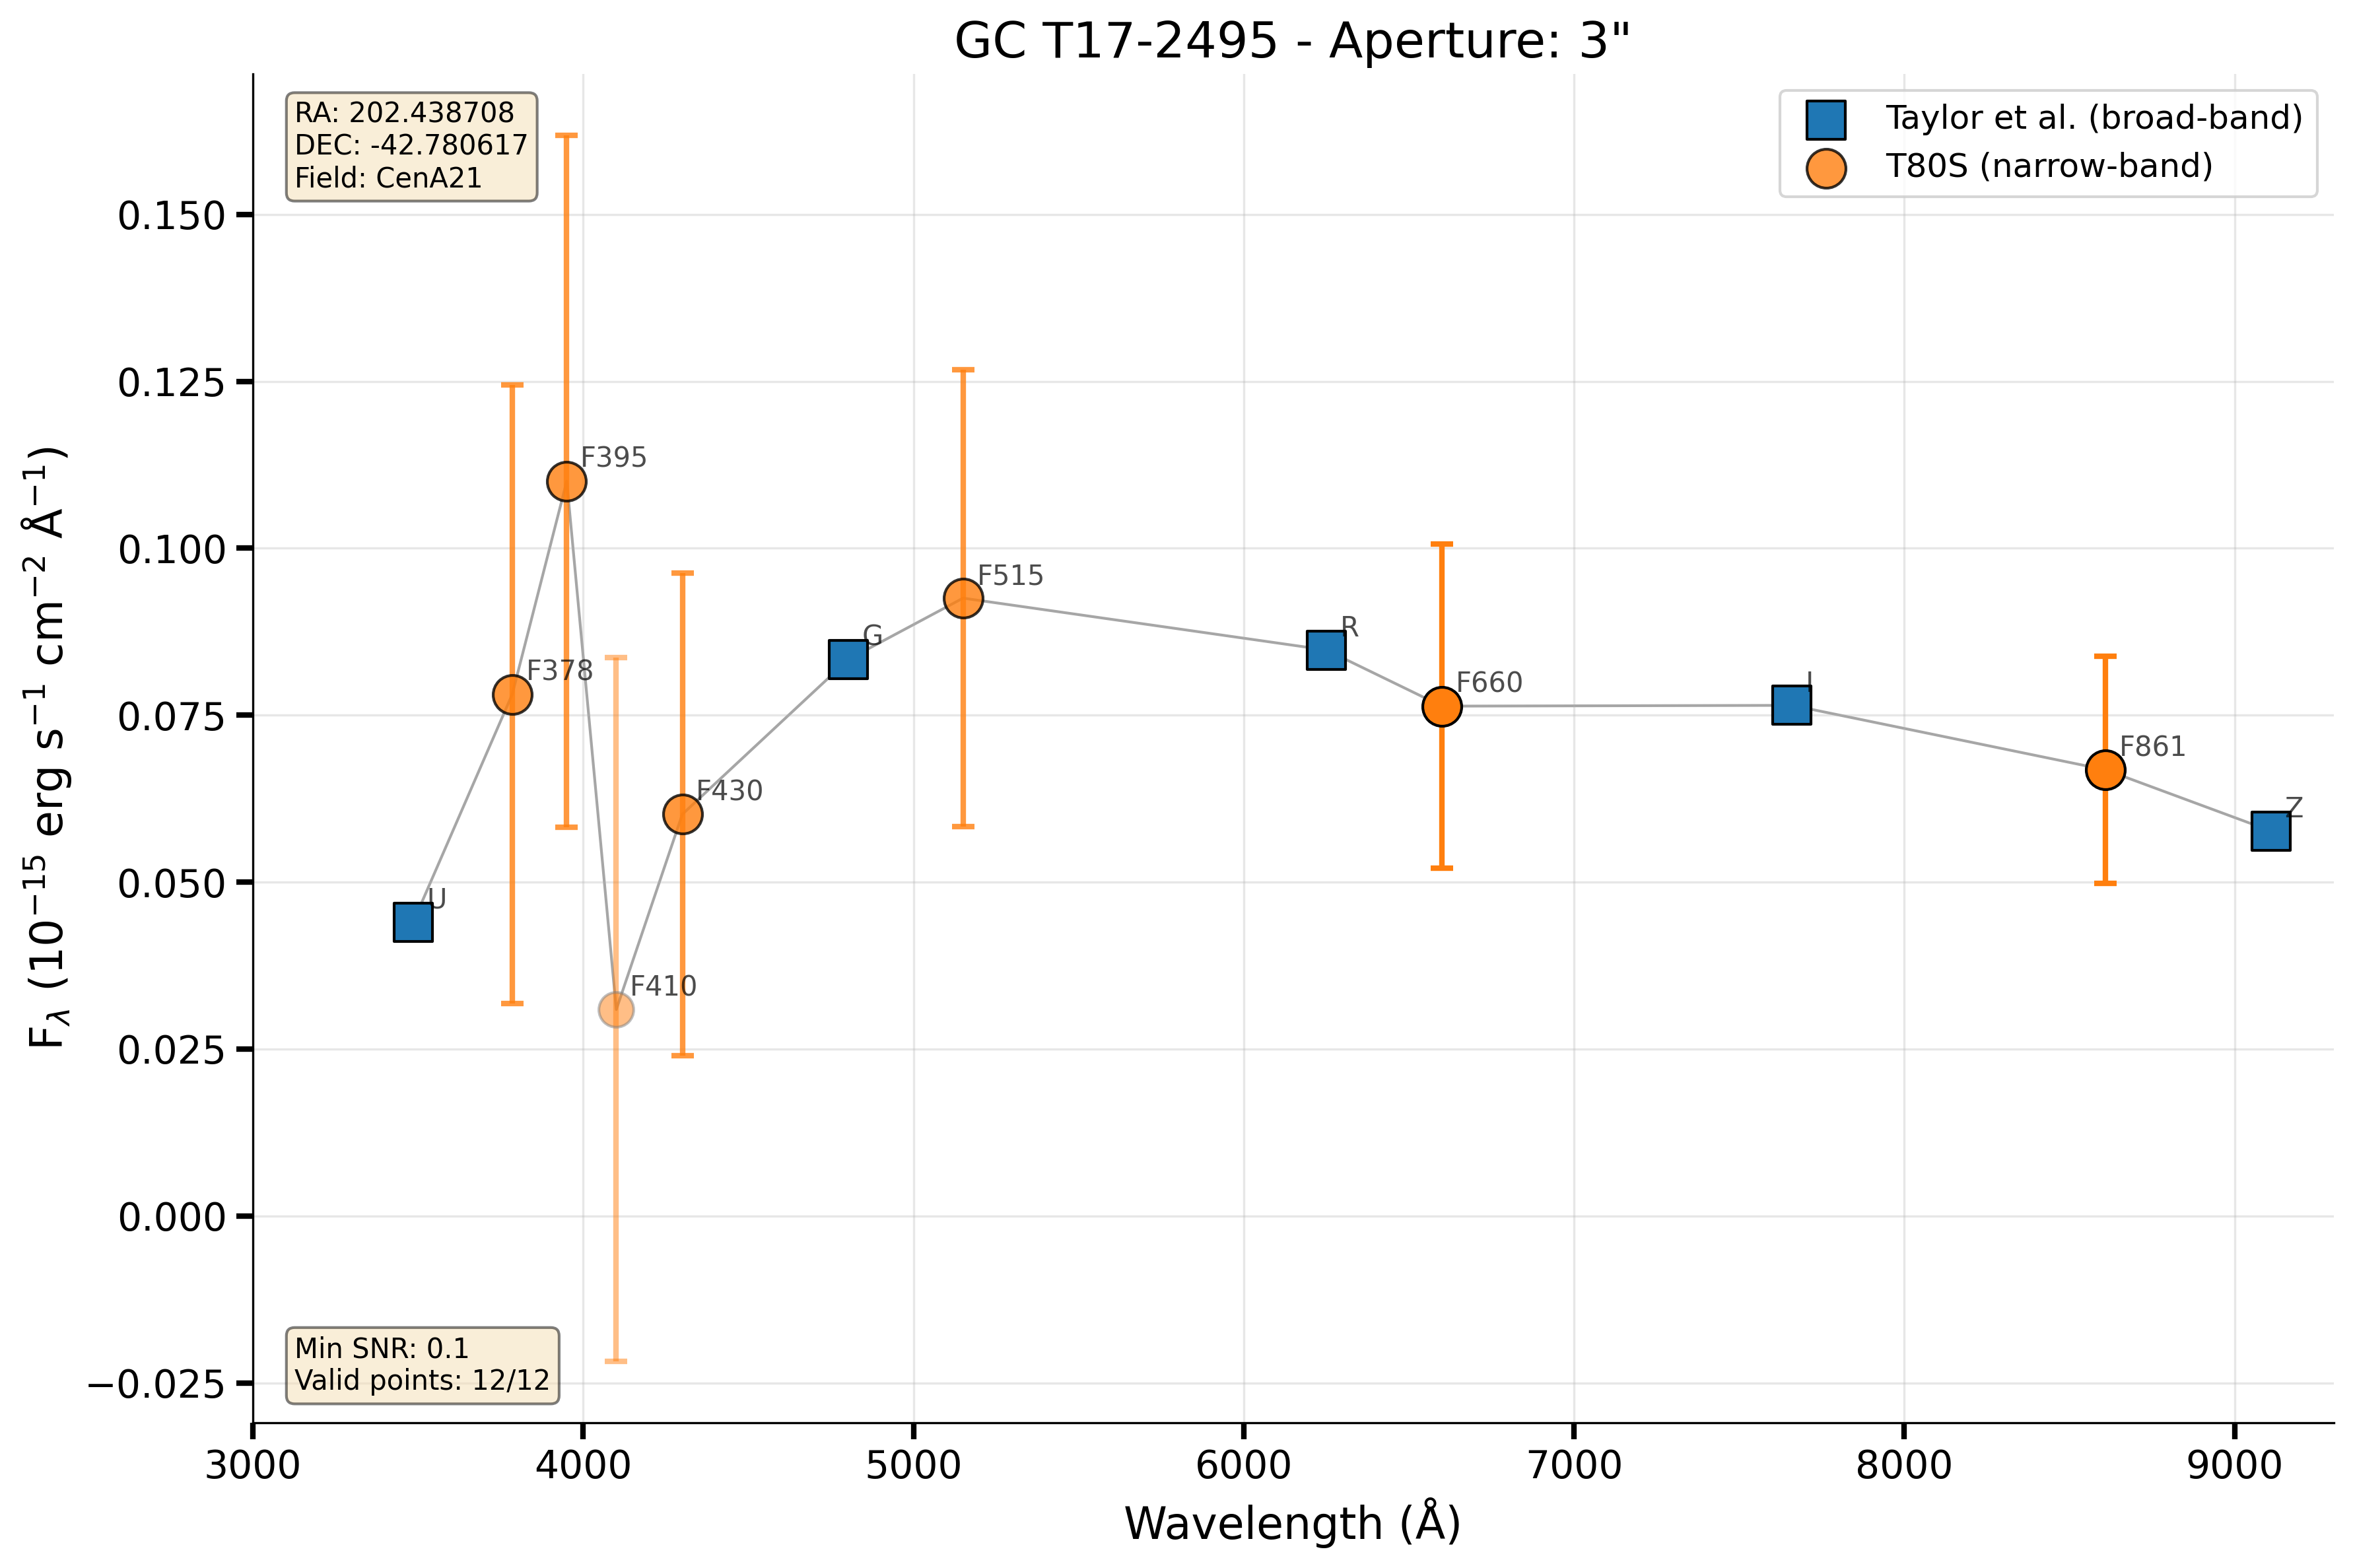 GC T17-2495 - Aperture: 3"
RA: 202.438708
DEC: -42.780617
Field: CenA21
Taylor et al. (broad-band)
T80S (narrow-band)
F395
F378
F410
F430
U
G
F515
R
F660
I
F861
Z
Min SNR: 0.1
Valid points: 12/12
0.150
0.125
0.100
0.075
0.050
0.025
0.000
−0.025
F_λ (10⁻¹⁵ erg s⁻¹ cm⁻² Å⁻¹)
3000 4000 5000 6000 7000 8000 9000
Wavelength (Å)